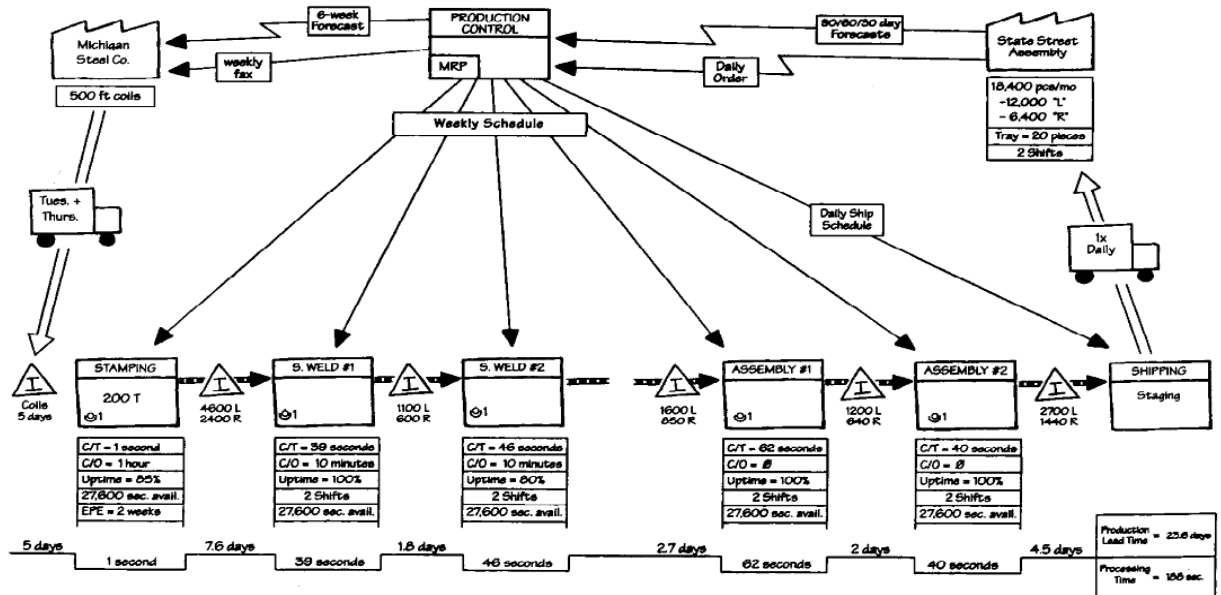 Michigan
Steel Co.
500 ft coils
6-week
Forecast
weekly
fax
PRODUCTION
CONTROL
MRP
90/60/30 day
Forecasts
Daily
Order
State Street
Assembly
18,400 pcs/mo
-12,000 "L"
- 6,400 "R"
Tray = 20 pieces
2 Shifts
Weekly Schedule
Tues. +
Thurs.
Daily Ship
Schedule
1x
Daily
I
Coils
5 days
STAMPING
200 T
1
I
4600 L
2400 R
S. WELD #1
1
I
1100 L
600 R
S. WELD #2
1
I
1600 L
850 R
ASSEMBLY #1
1
I
1200 L
640 R
ASSEMBLY #2
1
I
2700 L
1440 R
SHIPPING
Staging
C/T = 1 second
C/O = 1 hour
Uptime = 85%
27,600 sec. avail.
EPE = 2 weeks
C/T = 39 seconds
C/O = 10 minutes
Uptime = 100%
2 Shifts
27,600 sec. avail.
C/T = 46 seconds
C/O = 10 minutes
Uptime = 80%
2 Shifts
27,600 sec. avail.
C/T = 62 seconds
C/O = Ø
Uptime = 100%
2 Shifts
27,600 sec. avail.
C/T = 40 seconds
C/O = Ø
Uptime = 100%
2 Shifts
27,600 sec. avail.
5 days
1 second
7.6 days
39 seconds
1.8 days
46 seconds
2.7 days
62 seconds
2 days
40 seconds
4.5 days
Production
Lead Time = 23.6 days
Processing
Time = 188 sec.